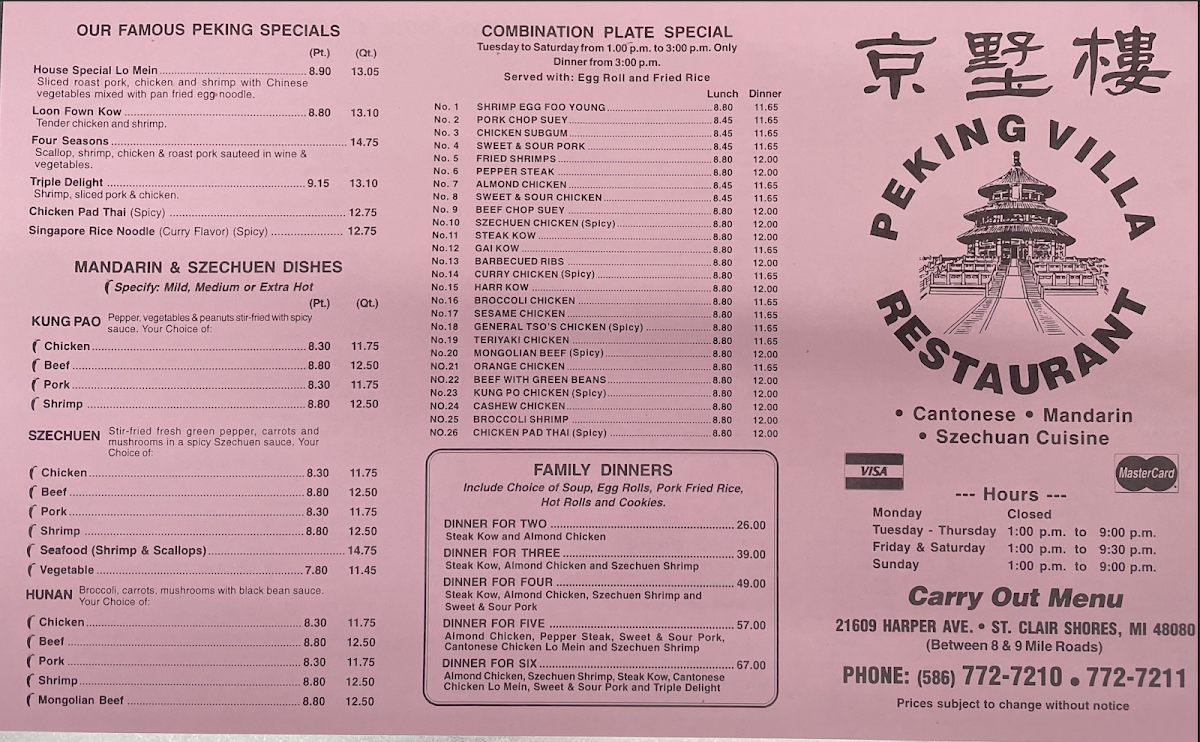 OUR FAMOUS PEKING SPECIALS
(Pt.) (Qt.)
House Special Lo Mein 8.90 13.05
Sliced roast pork, chicken and shrimp with Chinese
vegetables mixed with pan fried egg noodle.
Loon Fown Kow 8.80 13.10
Tender chicken and shrimp.
Four Seasons 14.75
Scallop, shrimp, chicken & roast pork sauteed in wine &
vegetables.
Triple Delight 9.15 13.10
Shrimp, sliced pork & chicken.
Chicken Pad Thai (Spicy) 12.75
Singapore Rice Noodle (Curry Flavor) (Spicy) 12.75
MANDARIN & SZECHUEN DISHES
Specify: Mild, Medium or Extra Hot
(Pt.) (Qt.)
KUNG PAO Pepper, vegetables & peanuts stir-fried with spicy
sauce. Your Choice of:
Chicken 8.30 11.75
Beef 8.80 12.50
Pork 8.30 11.75
Shrimp 8.80 12.50
SZECHUEN Stir-fried fresh green pepper, carrots and
mushrooms in a spicy Szechuen sauce. Your
Choice of:
Chicken 8.30 11.75
Beef 8.80 12.50
Pork 8.30 11.75
Shrimp 8.80 12.50
Seafood (Shrimp & Scallops) 14.75
Vegetable 7.80 11.45
HUNAN Broccoli, carrots, mushrooms with black bean sauce.
Your Choice of:
Chicken 8.30 11.75
Beef 8.80 12.50
Pork 8.30 11.75
Shrimp 8.80 12.50
Mongolian Beef 8.80 12.50
COMBINATION PLATE SPECIAL
Tuesday to Saturday from 1.00 p.m. to 3:00 p.m. Only
Dinner from 3:00 p.m.
Served with: Egg Roll and Fried Rice
Lunch Dinner
No. 1 SHRIMP EGG FOO YOUNG 8.80 11.65
No. 2 PORK CHOP SUEY 8.45 11.65
No. 3 CHICKEN SUBGUM 8.45 11.65
No. 4 SWEET & SOUR PORK 8.45 11.65
No. 5 FRIED SHRIMPS 8.80 12.00
No. 6 PEPPER STEAK 8.80 12.00
No. 7 ALMOND CHICKEN 8.45 11.65
No. 8 SWEET & SOUR CHICKEN 8.45 11.65
No. 9 BEEF CHOP SUEY 8.80 12.00
No.10 SZECHUEN CHICKEN (Spicy) 8.80 12.00
No.11 STEAK KOW 8.80 12.00
No.12 GAI KOW 8.80 11.65
No.13 BARBECUED RIBS 8.80 12.00
No.14 CURRY CHICKEN (Spicy) 8.80 11.65
No.15 HARR KOW 8.80 12.00
No.16 BROCCOLI CHICKEN 8.80 11.65
No.17 SESAME CHICKEN 8.80 11.65
No.18 GENERAL TSO'S CHICKEN (Spicy) 8.80 11.65
No.19 TERIYAKI CHICKEN 8.80 11.65
No.20 MONGOLIAN BEEF (Spicy) 8.80 12.00
NO.21 ORANGE CHICKEN 8.80 11.65
NO.22 BEEF WITH GREEN BEANS 8.80 12.00
NO.23 KUNG PO CHICKEN (Spicy) 8.80 12.00
NO.24 CASHEW CHICKEN 8.80 12.00
NO.25 BROCCOLI SHRIMP 8.80 12.00
NO.26 CHICKEN PAD THAI (Spicy) 8.80 12.00
FAMILY DINNERS
Include Choice of Soup, Egg Rolls, Pork Fried Rice,
Hot Rolls and Cookies.
DINNER FOR TWO 26.00
Steak Kow and Almond Chicken
DINNER FOR THREE 39.00
Steak Kow, Almond Chicken and Szechuen Shrimp
DINNER FOR FOUR 49.00
Steak Kow, Almond Chicken, Szechuen Shrimp and
Sweet & Sour Pork
DINNER FOR FIVE 57.00
Almond Chicken, Pepper Steak, Sweet & Sour Pork,
Cantonese Chicken Lo Mein and Szechuen Shrimp
DINNER FOR SIX 67.00
Almond Chicken, Szechuen Shrimp, Steak Kow, Cantonese
Chicken Lo Mein, Sweet & Sour Pork and Triple Delight
京墅樓
PEKING VILLA
RESTAURANT
• Cantonese • Mandarin
• Szechuan Cuisine
VISA
MasterCard
--- Hours ---
Monday Closed
Tuesday - Thursday 1:00 p.m. to 9:00 p.m.
Friday & Saturday 1:00 p.m. to 9:30 p.m.
Sunday 1:00 p.m. to 9:00 p.m.
Carry Out Menu
21609 HARPER AVE. • ST. CLAIR SHORES, MI 48080
(Between 8 & 9 Mile Roads)
PHONE: (586) 772-7210 • 772-7211
Prices subject to change without notice